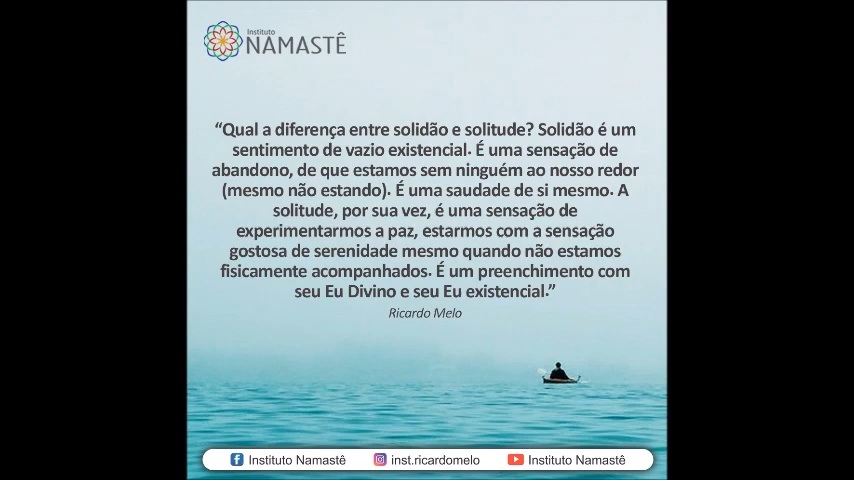 Instituto
NAMASTÊ
“Qual a diferença entre solidão e solitude? Solidão é um
sentimento de vazio existencial. É uma sensação de
abandono, de que estamos sem ninguém ao nosso redor
(mesmo não estando). É uma saudade de si mesmo. A
solitude, por sua vez, é uma sensação de
experimentarmos a paz, estarmos com a sensação
gostosa de serenidade mesmo quando não estamos
fisicamente acompanhados. É um preenchimento com
seu Eu Divino e seu Eu existencial.”
Ricardo Melo
Instituto Namastê inst.ricardomelo Instituto Namastê